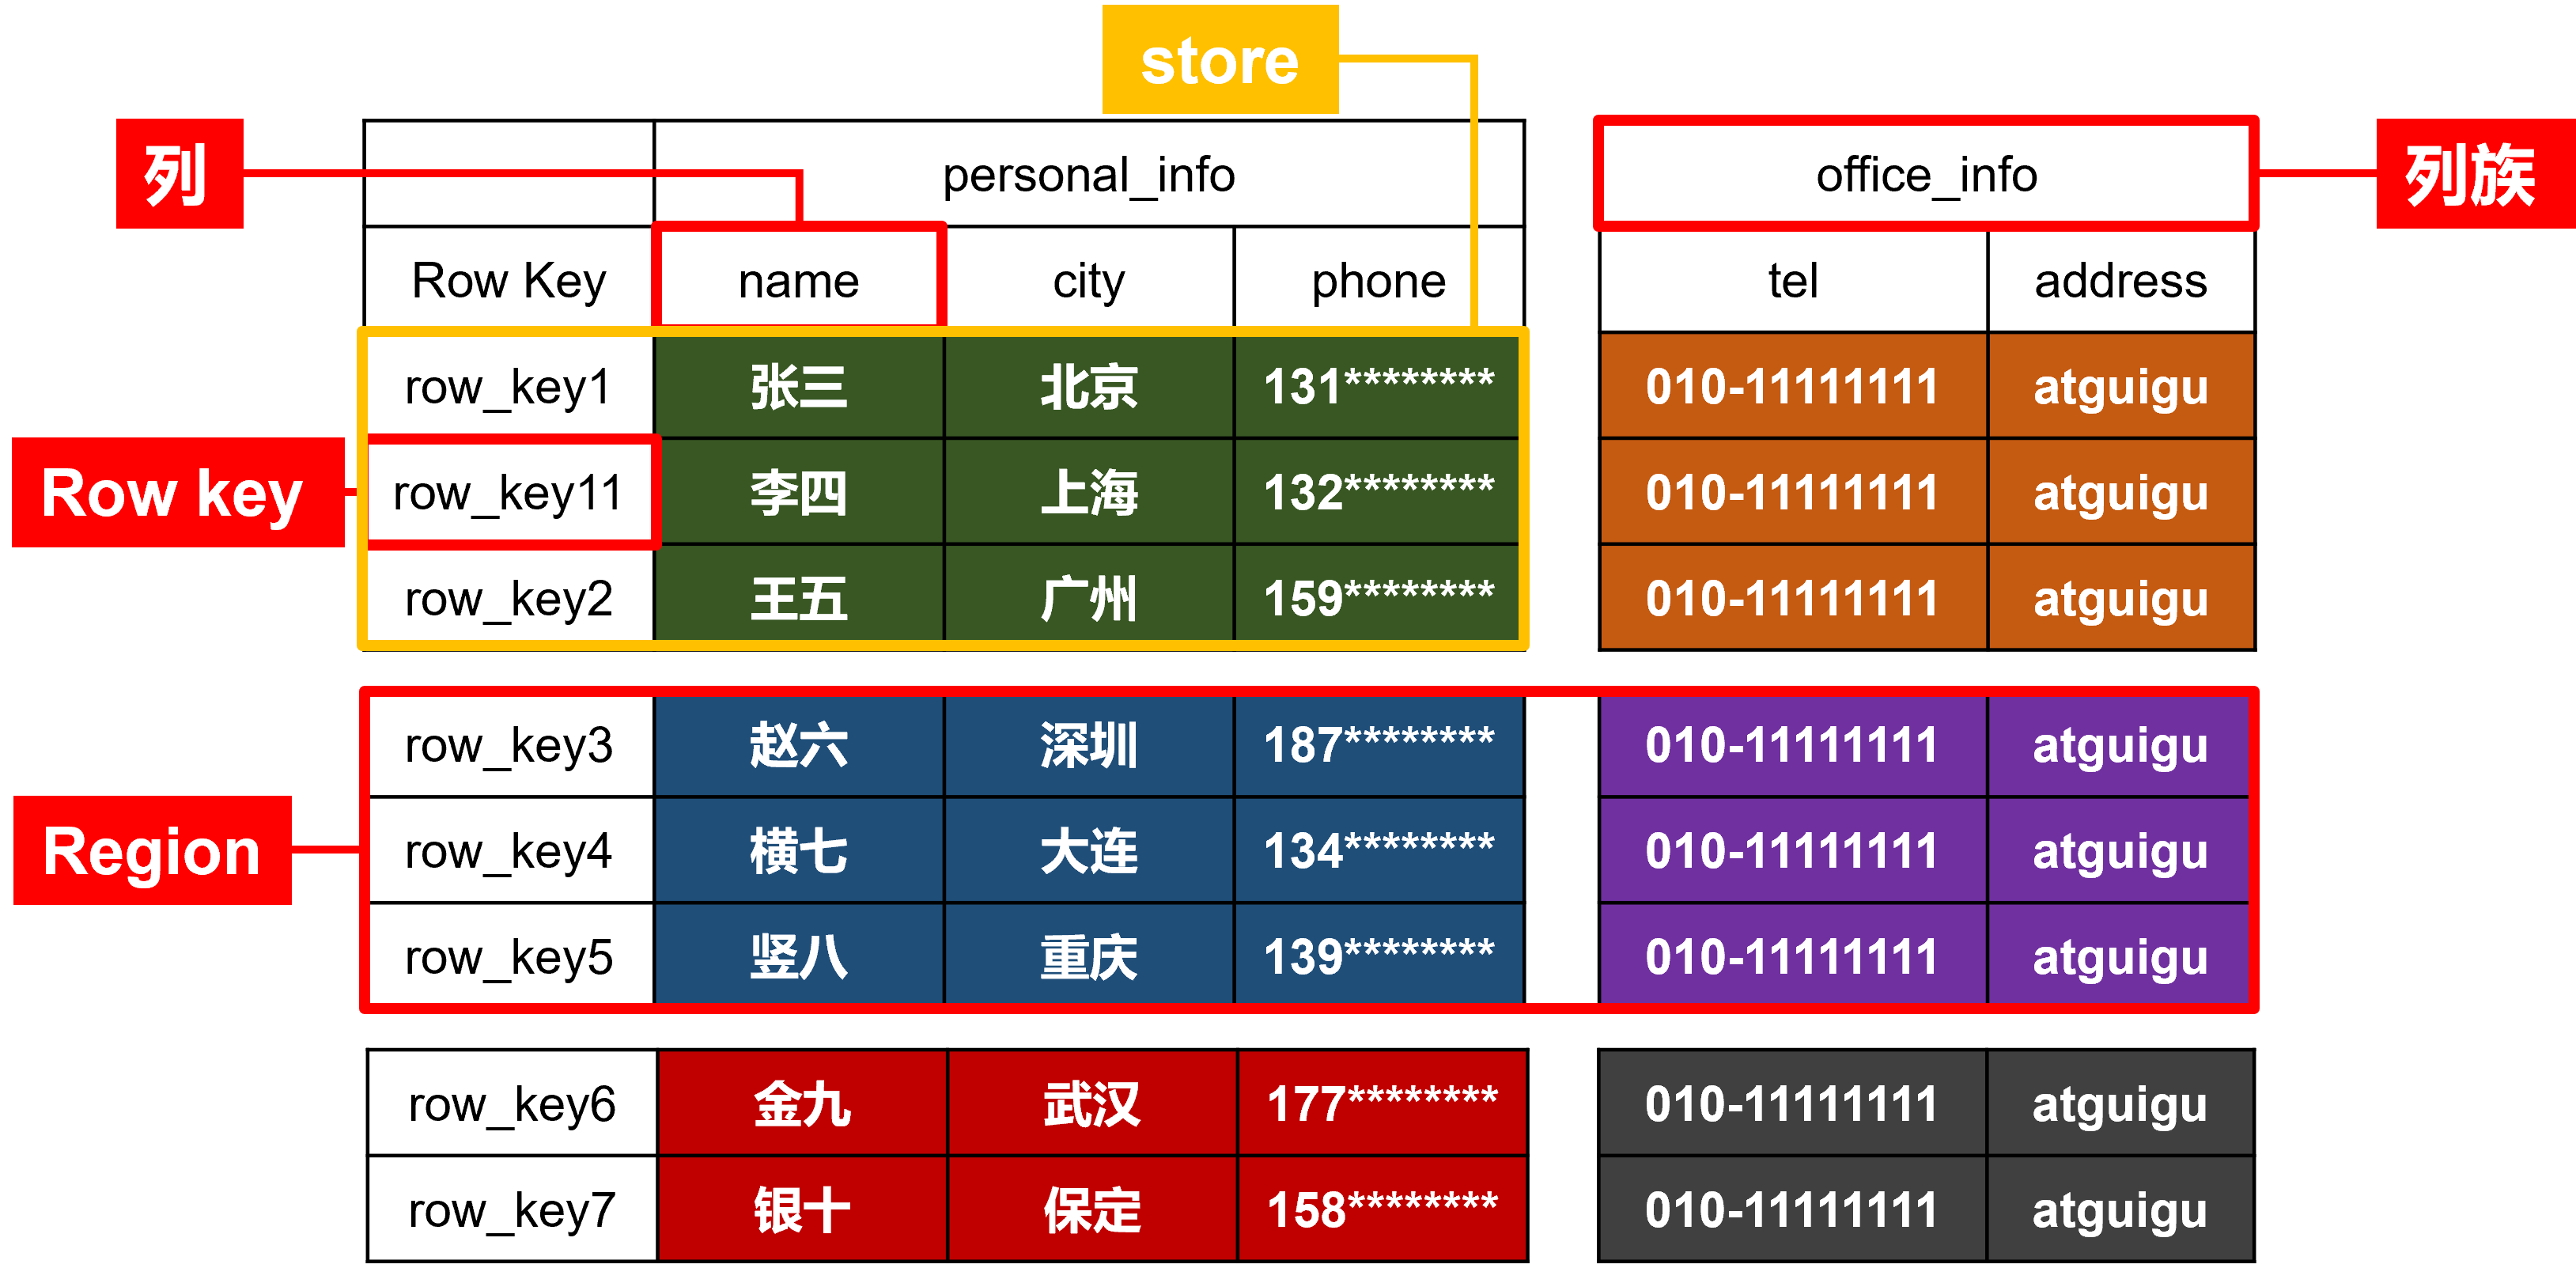 store
列
personal_info
office_info
列族
Row Key name city phone tel address
row_key1 张三 北京 131******** 010-11111111 atguigu
Row key
row_key11 李四 上海 132******** 010-11111111 atguigu
row_key2 王五 广州 159******** 010-11111111 atguigu
row_key3 赵六 深圳 187******** 010-11111111 atguigu
Region
row_key4 横七 大连 134******** 010-11111111 atguigu
row_key5 竖八 重庆 139******** 010-11111111 atguigu
row_key6 金九 武汉 177******** 010-11111111 atguigu
row_key7 银十 保定 158******** 010-11111111 atguigu